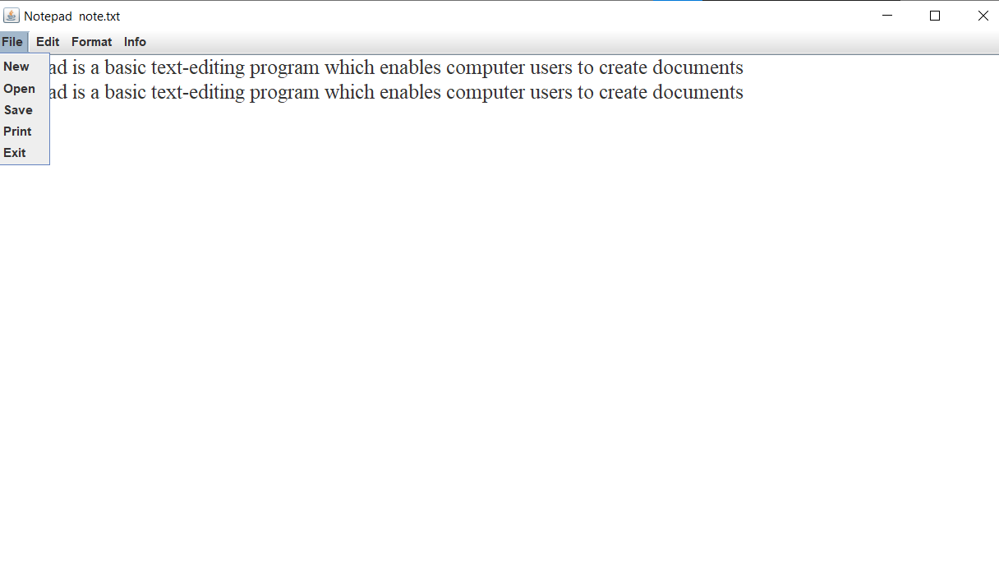 Notepad note.txt
File Edit Format Info
New
Open
Save
Print
Exit
ad is a basic text-editing program which enables computer users to create documents
ad is a basic text-editing program which enables computer users to create documents